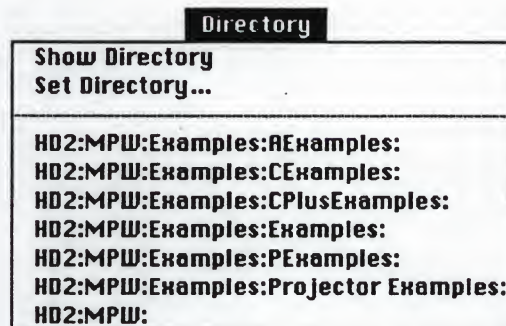 Directory
Show Directory
Set Directory...
HD2:MPW:Examples:AExamples:
HD2:MPW:Examples:CExamples:
HD2:MPW:Examples:CPlusExamples:
HD2:MPW:Examples:Examples:
HD2:MPW:Examples:PExamples:
HD2:MPW:Examples:Projector Examples:
HD2:MPW: